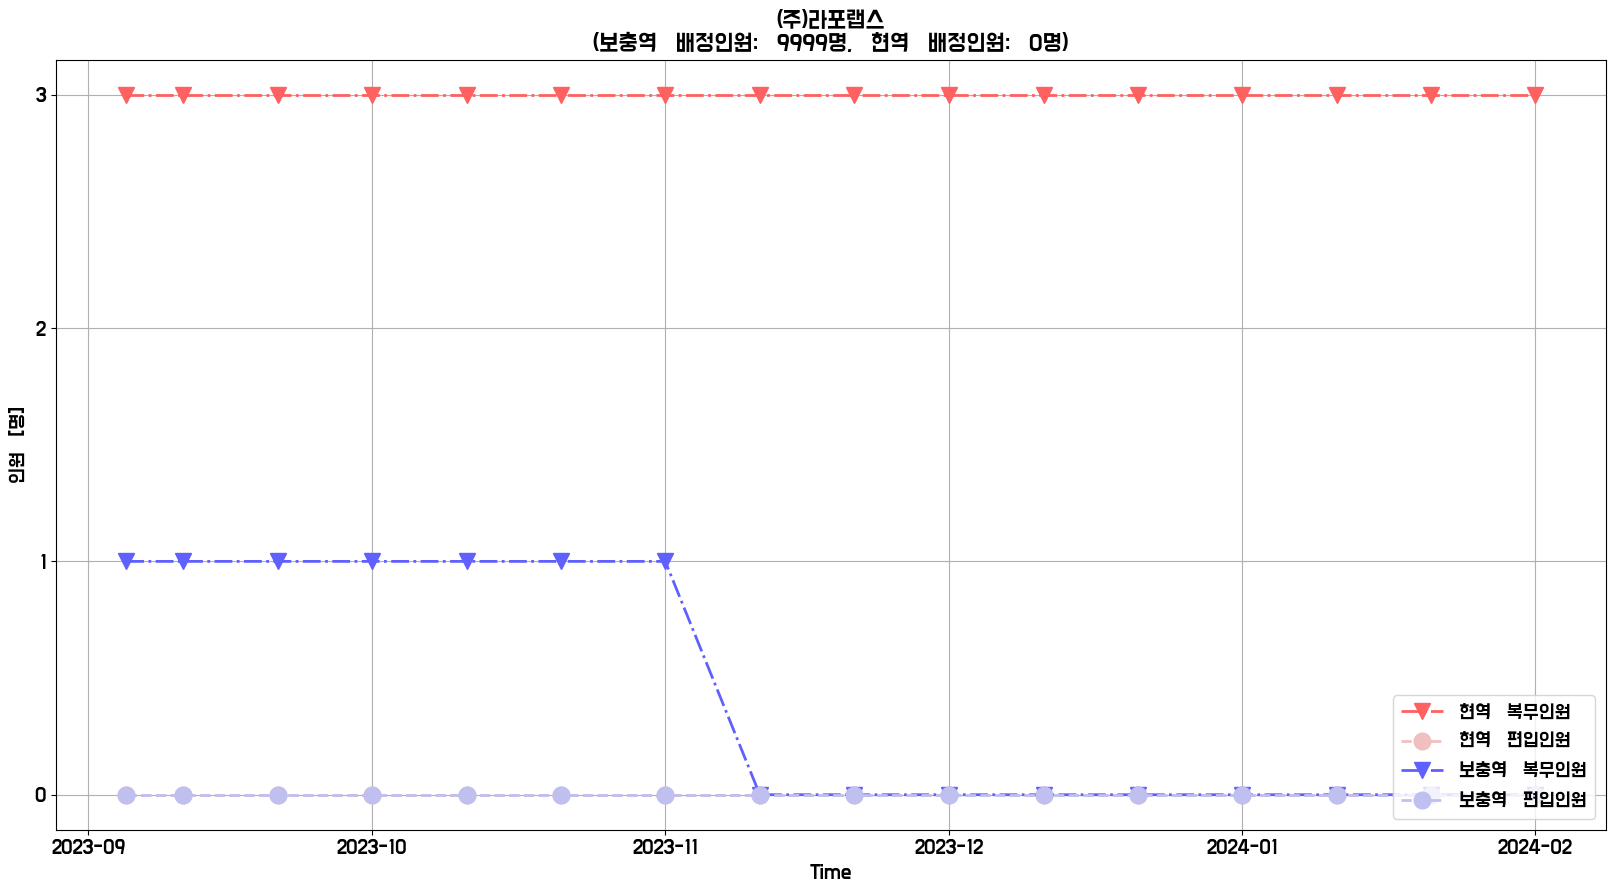 (주)라포랩스
(보충역 배정인원: 9999명, 현역 배정인원: 0명)
3
2
1
0
인원 [명]
2023-09 2023-10 2023-11 2023-12 2024-01 2024-02
Time
현역 복무인원
현역 편입인원
보충역 복무인원
보충역 편입인원